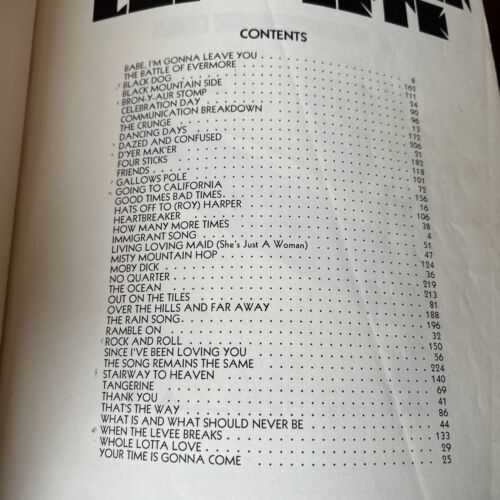 CONTENTS
BABE, I'M GONNA LEAVE YOU . . . 8
THE BATTLE OF EVERMORE . . . 162
BLACK DOG . . . 111
BLACK MOUNTAIN SIDE . . . 24
BRON-Y-AUR STOMP . . . 90
CELEBRATION DAY . . . 96
COMMUNICATION BREAKDOWN . . . 13
THE CRUNGE . . . 172
DANCING DAYS . . . 206
DAZED AND CONFUSED . . . 21
D'YER MAK'ER . . . 182
FOUR STICKS . . . 118
FRIENDS . . . 101
GALLOWS POLE . . . 72
GOING TO CALIFORNIA . . . 156
GOOD TIMES BAD TIMES . . . 16
HATS OFF TO (ROY) HARPER . . . 106
HEARTBREAKER . . . 38
HOW MANY MORE TIMES . . . 4
IMMIGRANT SONG . . . 51
LIVING LOVING MAID (She's Just A Woman) . . . 47
MISTY MOUNTAIN HOP . . . 124
MOBY DICK . . . 36
NO QUARTER . . . 219
THE OCEAN . . . 213
OUT ON THE TILES . . . 81
OVER THE HILLS AND FAR AWAY . . . 188
THE RAIN SONG . . . 196
RAMBLE ON . . . 32
ROCK AND ROLL . . . 150
SINCE I'VE BEEN LOVING YOU . . . 56
THE SONG REMAINS THE SAME . . . 224
STAIRWAY TO HEAVEN . . . 140
TANGERINE . . . 69
THANK YOU . . . 41
THAT'S THE WAY . . . 86
WHAT IS AND WHAT SHOULD NEVER BE . . . 44
WHEN THE LEVEE BREAKS . . . 133
WHOLE LOTTA LOVE . . . 29
YOUR TIME IS GONNA COME . . . 25